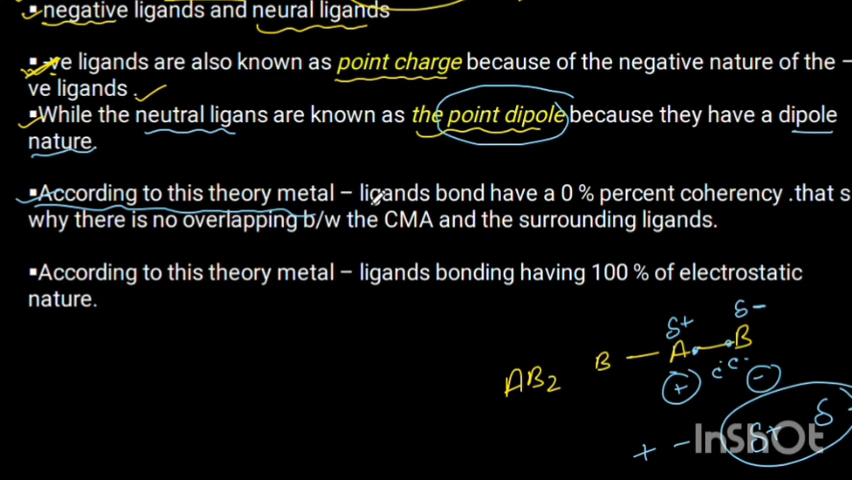 ▪negative ligands and neural ligands
▪-ve ligands are also known as point charge because of the negative nature of the –
ve ligands .
▪While the neutral ligans are known as the point dipole because they have a dipole
nature.
▪According to this theory metal – ligands bond have a 0 % percent coherency .that s
why there is no overlapping b/w the CMA and the surrounding ligands.
▪According to this theory metal – ligands bonding having 100 % of electrostatic
nature.
δ+ δ−
AB2 B — A — B
+ −
+ − δ+ δ
InShOt